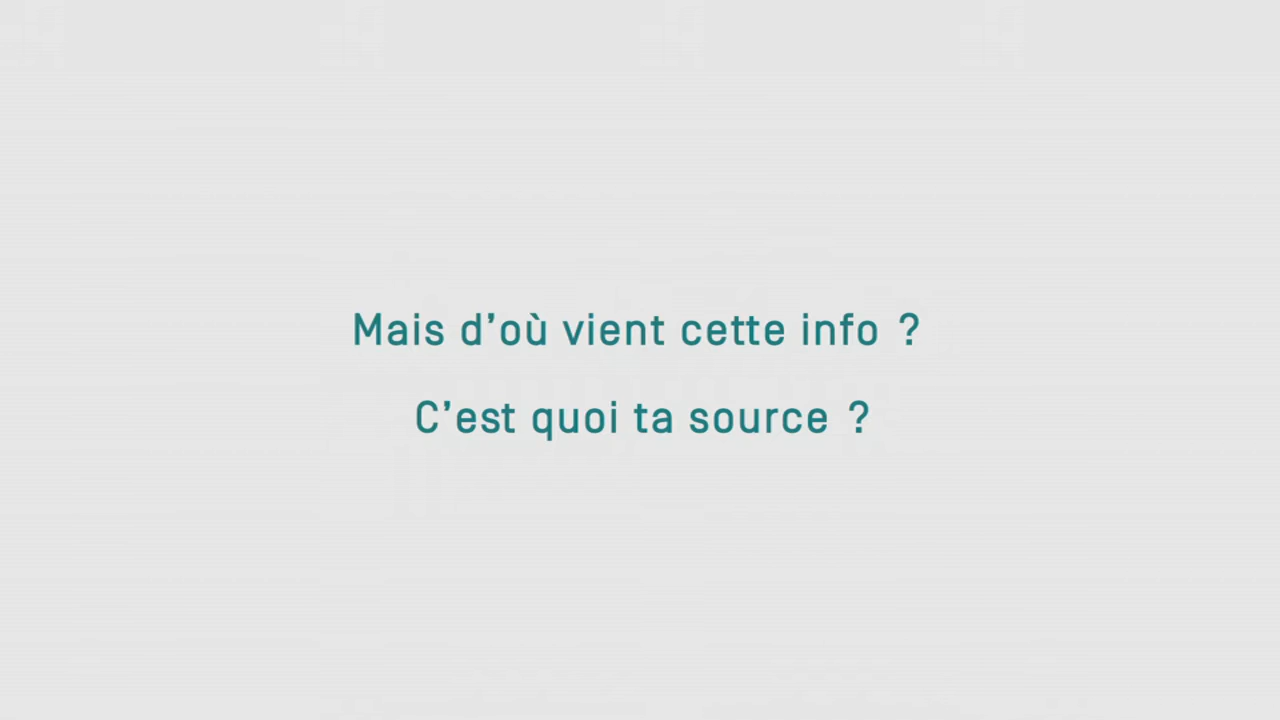 Mais d’où vient cette info ?
C’est quoi ta source ?